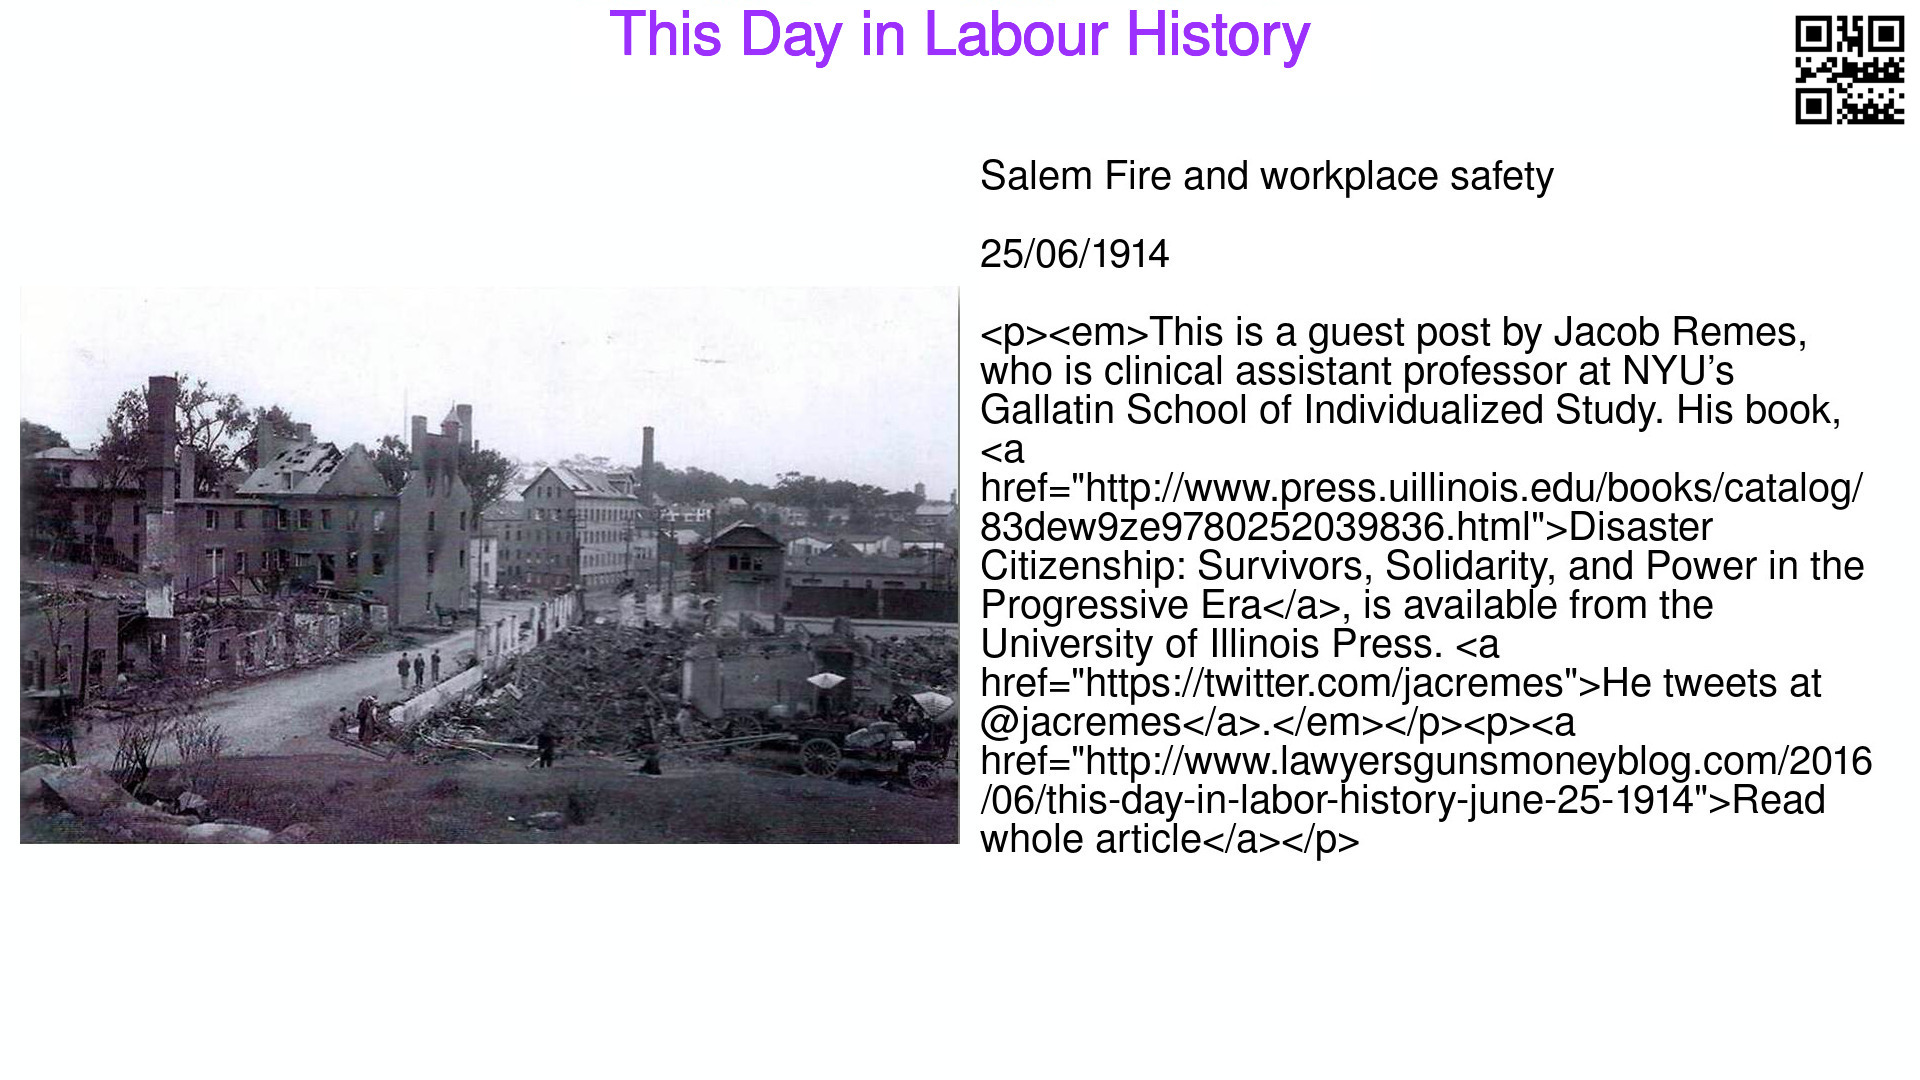 This Day in Labour History
Salem Fire and workplace safety
25/06/1914
<p><em>This is a guest post by Jacob Remes,
who is clinical assistant professor at NYU’s
Gallatin School of Individualized Study. His book,
<a
href="http://www.press.uillinois.edu/books/catalog/
83dew9ze9780252039836.html">Disaster
Citizenship: Survivors, Solidarity, and Power in the
Progressive Era</a>, is available from the
University of Illinois Press. <a
href="https://twitter.com/jacremes">He tweets at
@jacremes</a>.</em></p><p><a
href="http://www.lawyersgunsmoneyblog.com/2016
/06/this-day-in-labor-history-june-25-1914">Read
whole article</a></p>